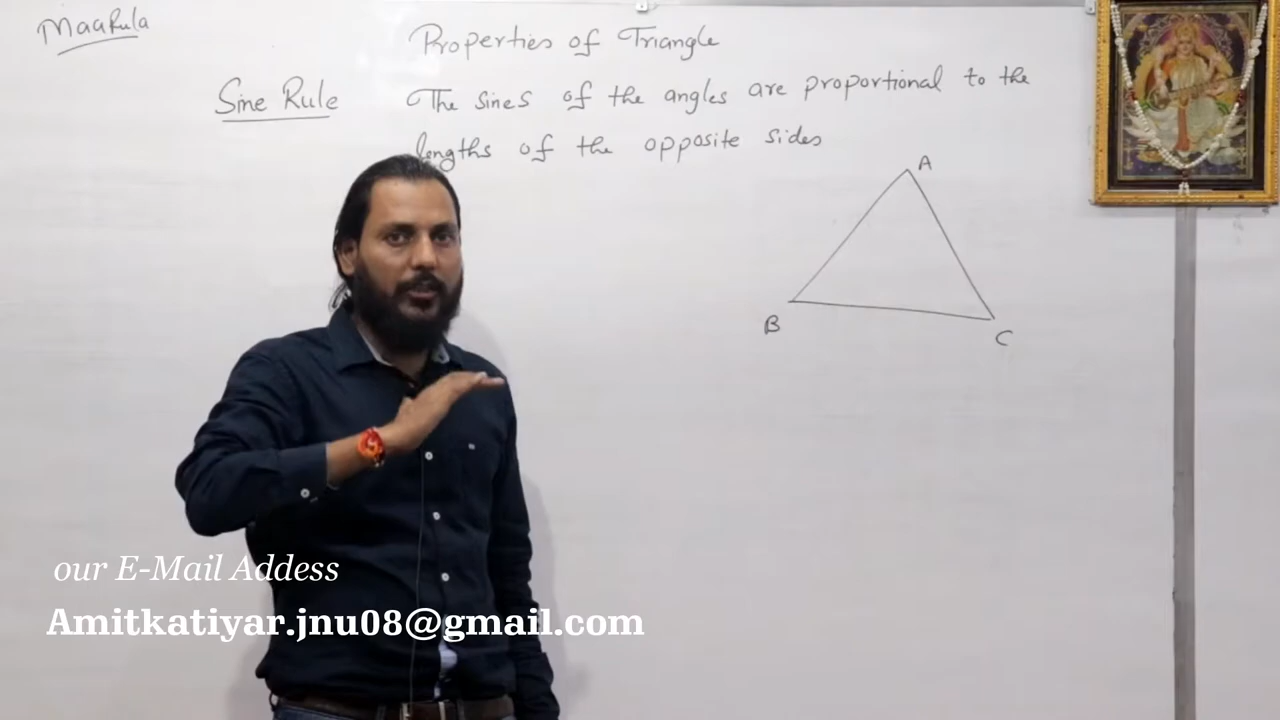 MaaRula
Properties of Triangle
Sine Rule
The sines of the angles are proportional to the
lengths of the opposite sides
A
B
C
our E-Mail Addess
Amitkatiyar.jnu08@gmail.com